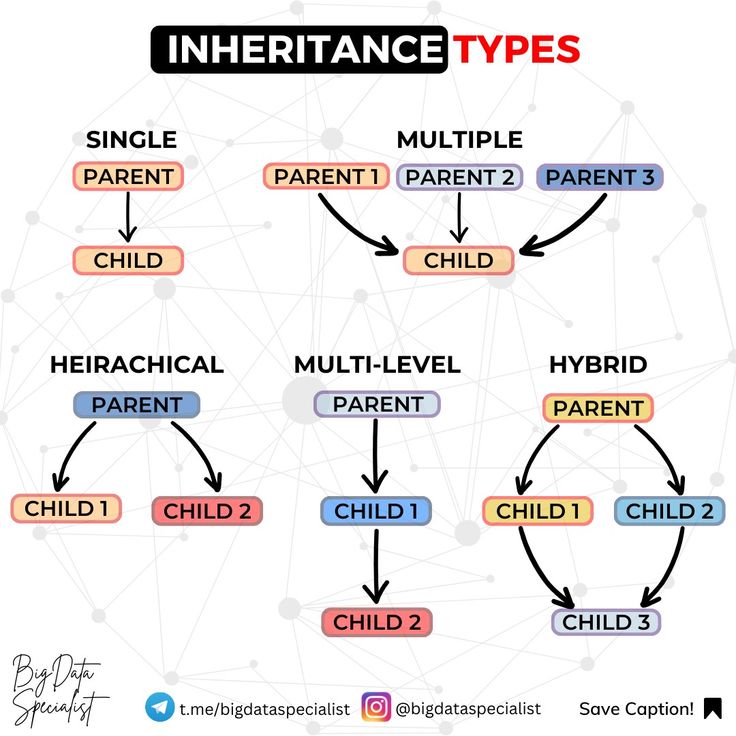 INHERITANCE TYPES
SINGLE
PARENT
CHILD
MULTIPLE
PARENT 1 PARENT 2 PARENT 3
CHILD
HEIRACHICAL
PARENT
CHILD 1 CHILD 2
MULTI-LEVEL
PARENT
CHILD 1
CHILD 2
HYBRID
PARENT
CHILD 1 CHILD 2
CHILD 3
BigData
Specialist
t.me/bigdataspecialist @bigdataspecialist Save Caption!